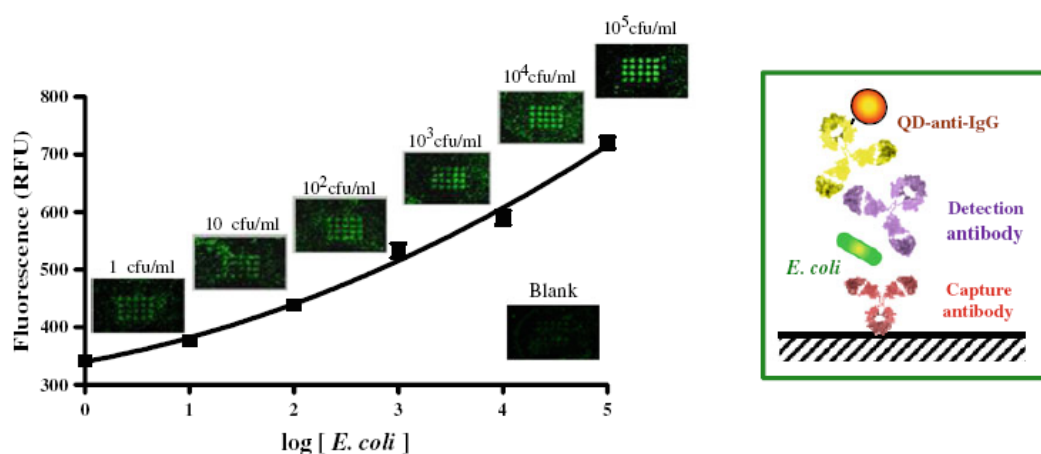 10⁵cfu/ml
10⁴cfu/ml
10³cfu/ml
10²cfu/ml
10 cfu/ml
1 cfu/ml
Blank
800
700
600
500
400
300
Fluorescence (RFU)
0 1 2 3 4 5
log [ E. coli ]
QD-anti-IgG
Detection
antibody
E. coli
Capture
antibody